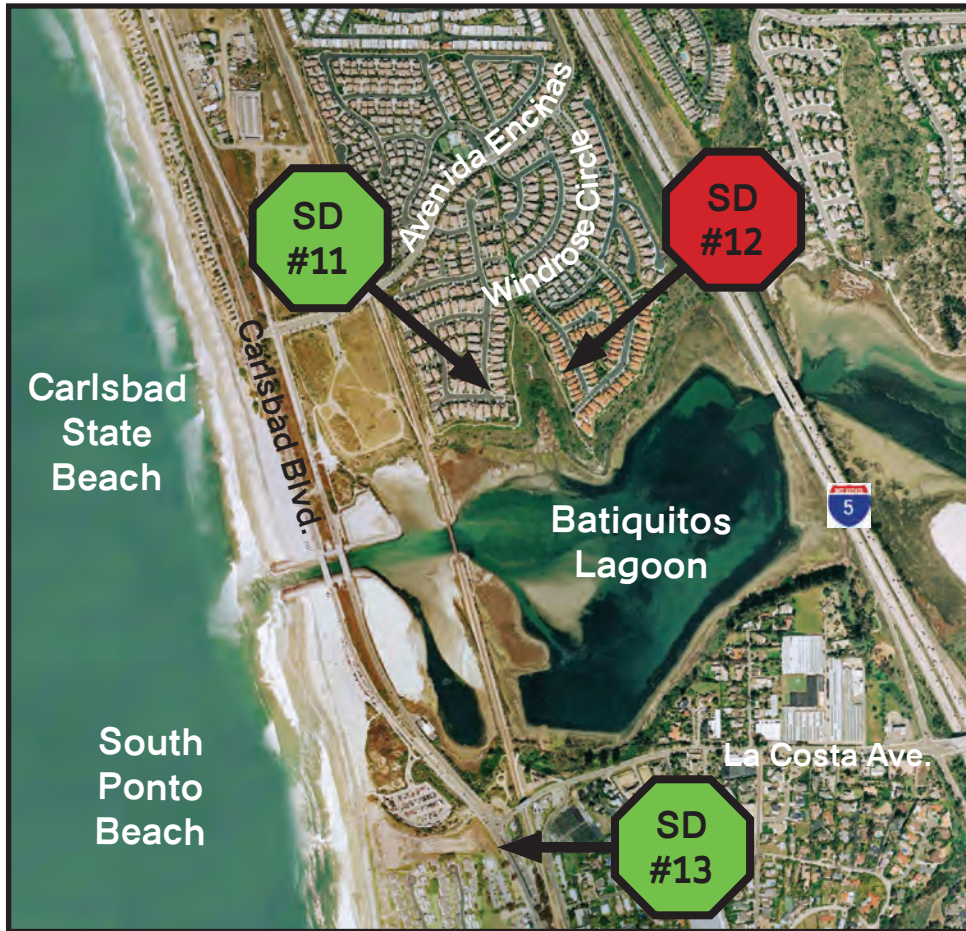 Avenida Encinas
Windrose Circle
SD
#11
SD
#12
Carlsbad Blvd.
Carlsbad
State
Beach
Batiquitos
Lagoon
INTERSTATE
5
South
Ponto
Beach
La Costa Ave.
SD
#13